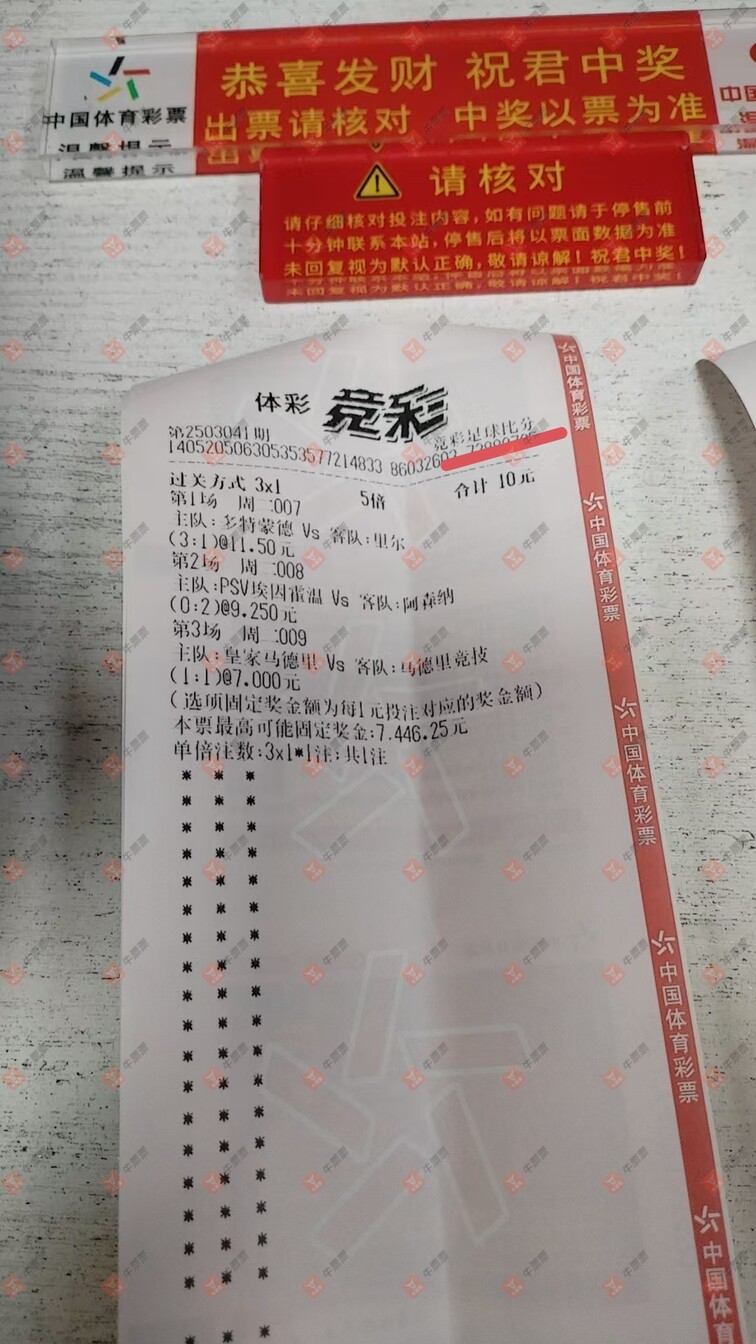 恭喜发财 祝君中奖
中国体育彩票
出票请核对 中奖以票为准
温馨提示
温馨提示
请核对
请仔细核对投注内容,如有问题请于停售前
十分钟联系本站,停售后将以票面数据为准
未回复视为默认正确,敬请谅解!祝君中奖!
体彩 竞彩
第2503041期 竞彩足球比分
140520506305353577214833
过关方式 3x1 5倍 合计 10元
第1场 周二007
主队:多特蒙德 Vs 客队:里尔
(3:1)@11.50元
第2场 周二008
主队:PSV埃因霍温 Vs 客队:阿森纳
(0:2)@9.250元
第3场 周二009
主队:皇家马德里 Vs 客队:马德里竞技
(1:1)@7.000元
(选项固定奖金额为每1元投注对应的奖金额)
本票最高可能固定奖金:7,446.25元
单倍注数:3x1*1注;共1注
中国体育彩票
中国体育彩票
中国体育彩票
中国体育彩票
中国体
牛票票